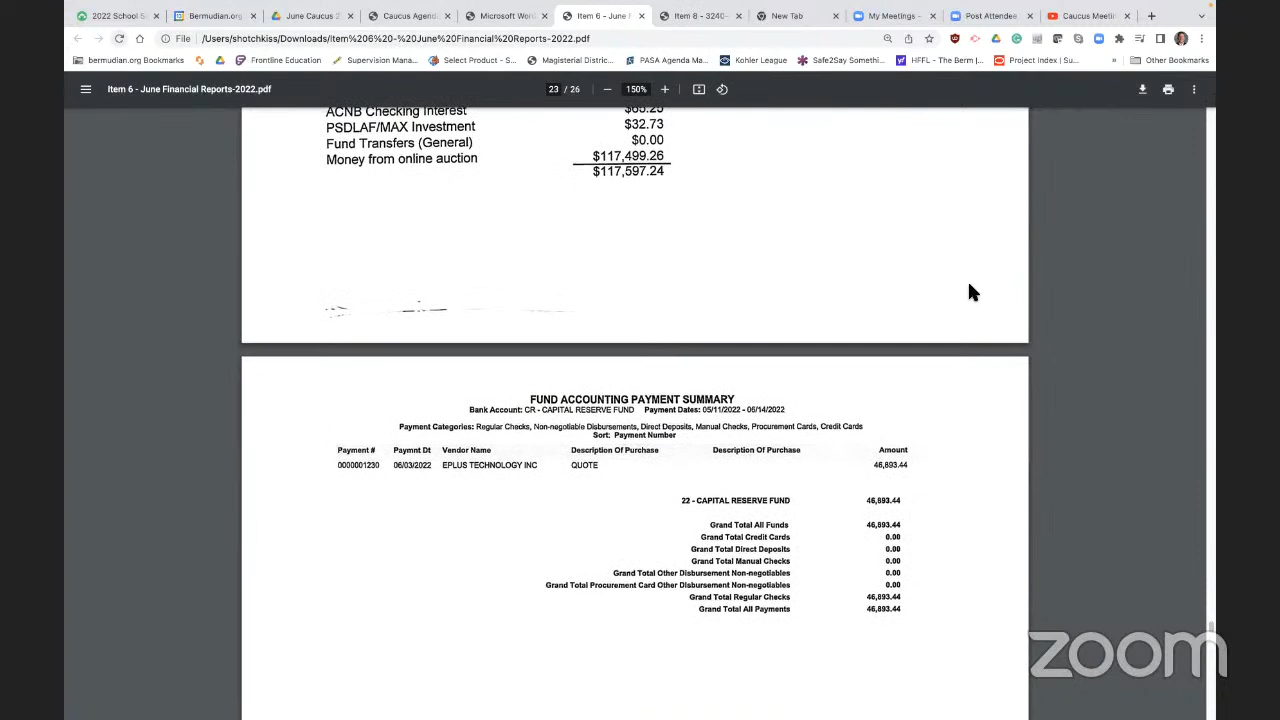 2022 School S
Bermudian.org
June Caucus
Caucus Agend
Microsoft Wor
Item 6 - June F
Item 8 - 3240-
New Tab
My Meetings -
Post Attendee
Caucus Meeti
File /Users/shotchkiss/Downloads/Item%206%20-%20June%20Financial%20Reports-2022.pdf
bermudian.org Bookmarks
Frontline Education
Supervision Mana...
Select Product - S...
Magisterial Distric...
PASA Agenda Ma...
Kohler League
Safe2Say Somethi...
HFFL - The Berm |...
Project Index | Su...
» Other Bookmarks
Item 6 - June Financial Reports-2022.pdf 23 / 26 — 150% +
ACNB Checking Interest $65.25
PSDLAF/MAX Investment $32.73
Fund Transfers (General) $0.00
Money from online auction $117,499.26
$117,597.24
FUND ACCOUNTING PAYMENT SUMMARY
Bank Account: CR - CAPITAL RESERVE FUND Payment Dates: 05/11/2022 - 06/14/2022
Payment Categories: Regular Checks, Non-negotiable Disbursements, Direct Deposits, Manual Checks, Procurement Cards, Credit Cards
Sort: Payment Number
Payment # Paymnt Dt Vendor Name Description Of Purchase Description Of Purchase Amount
0000001230 06/03/2022 EPLUS TECHNOLOGY INC QUOTE 46,893.44
22 - CAPITAL RESERVE FUND 46,893.44
Grand Total All Funds 46,893.44
Grand Total Credit Cards 0.00
Grand Total Direct Deposits 0.00
Grand Total Manual Checks 0.00
Grand Total Other Disbursement Non-negotiables 0.00
Grand Total Procurement Card Other Disbursement Non-negotiables 0.00
Grand Total Regular Checks 46,893.44
Grand Total All Payments 46,893.44
zoom